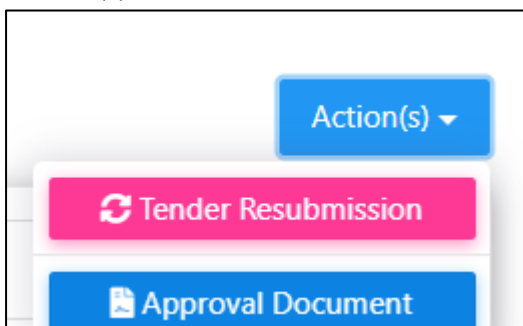 Action(s)
Tender Resubmission
Approval Document